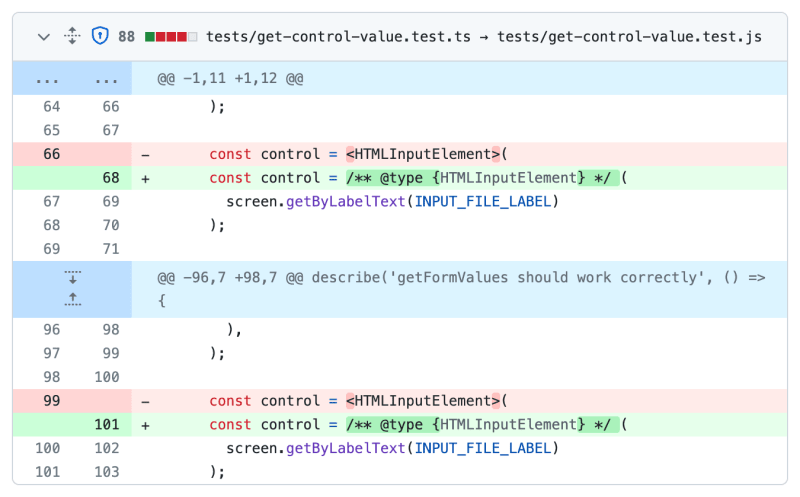 88 tests/get-control-value.test.ts → tests/get-control-value.test.js
... ... @@ -1,11 +1,12 @@
64 66 );
65 67
66 - const control = <HTMLInputElement>(
68 + const control = /** @type {HTMLInputElement} */ (
67 69 screen.getByLabelText(INPUT_FILE_LABEL)
68 70 );
69 71
@@ -96,7 +98,7 @@ describe('getFormValues should work correctly', () =>
{
96 98 ),
97 99 );
98 100
99 - const control = <HTMLInputElement>(
101 + const control = /** @type {HTMLInputElement} */ (
100 102 screen.getByLabelText(INPUT_FILE_LABEL)
101 103 );